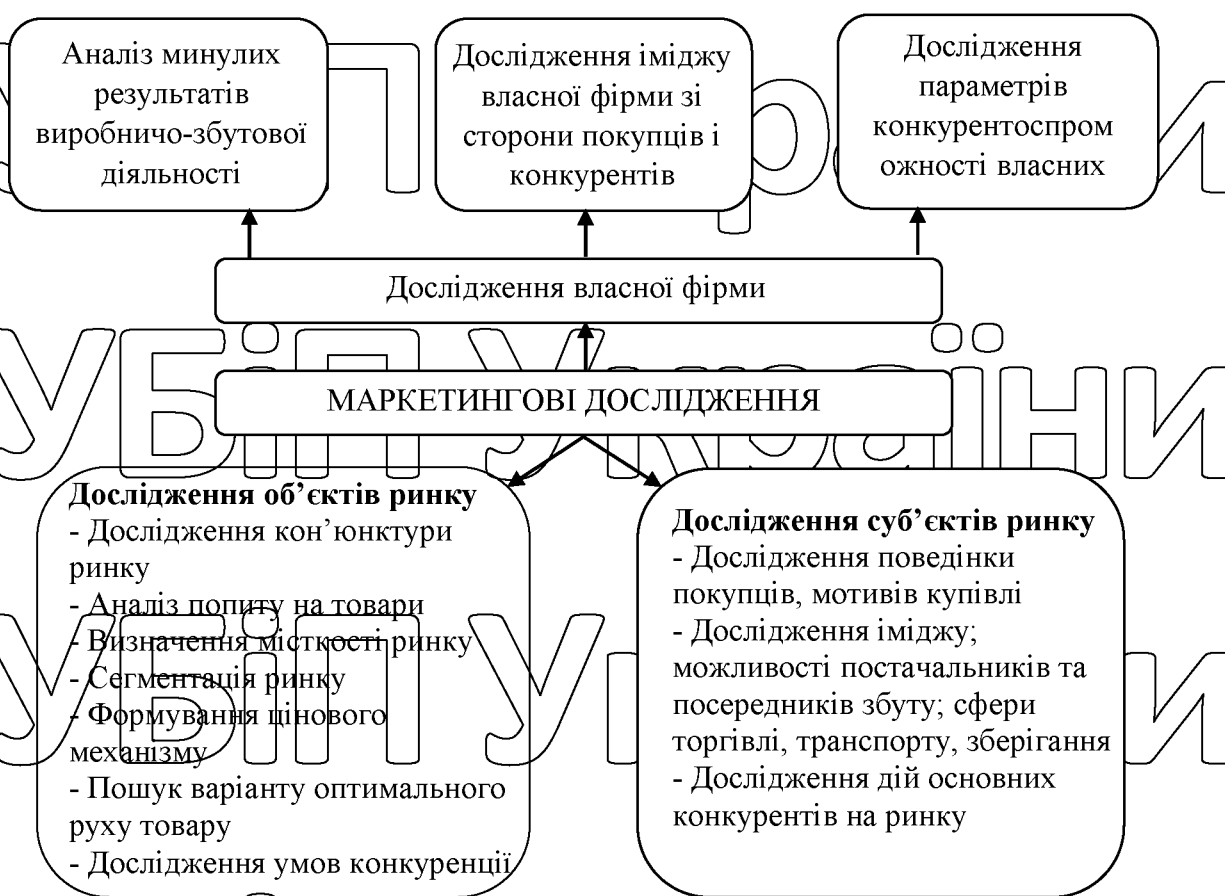 Аналіз минулих
результатів
виробничо-збутової
діяльності
Дослідження іміджу
власної фірми зі
сторони покупців і
конкурентів
Дослідження
параметрів
конкурентоспром
ожності власних
Дослідження власної фірми
МАРКЕТИНГОВІ ДОСЛІДЖЕННЯ
Дослідження об’єктів ринку
- Дослідження кон’юнктури
ринку
- Аналіз попиту на товари
- Визначення місткості ринку
- Сегментація ринку
- Формування цінового
механізму
- Пошук варіанту оптимального
руху товару
- Дослідження умов конкуренції
Дослідження суб’єктів ринку
- Дослідження поведінки
покупців, мотивів купівлі
- Дослідження іміджу;
можливості постачальників та
посередників збуту; сфери
торгівлі, транспорту, зберігання
- Дослідження дій основних
конкурентів на ринку
УБіП України